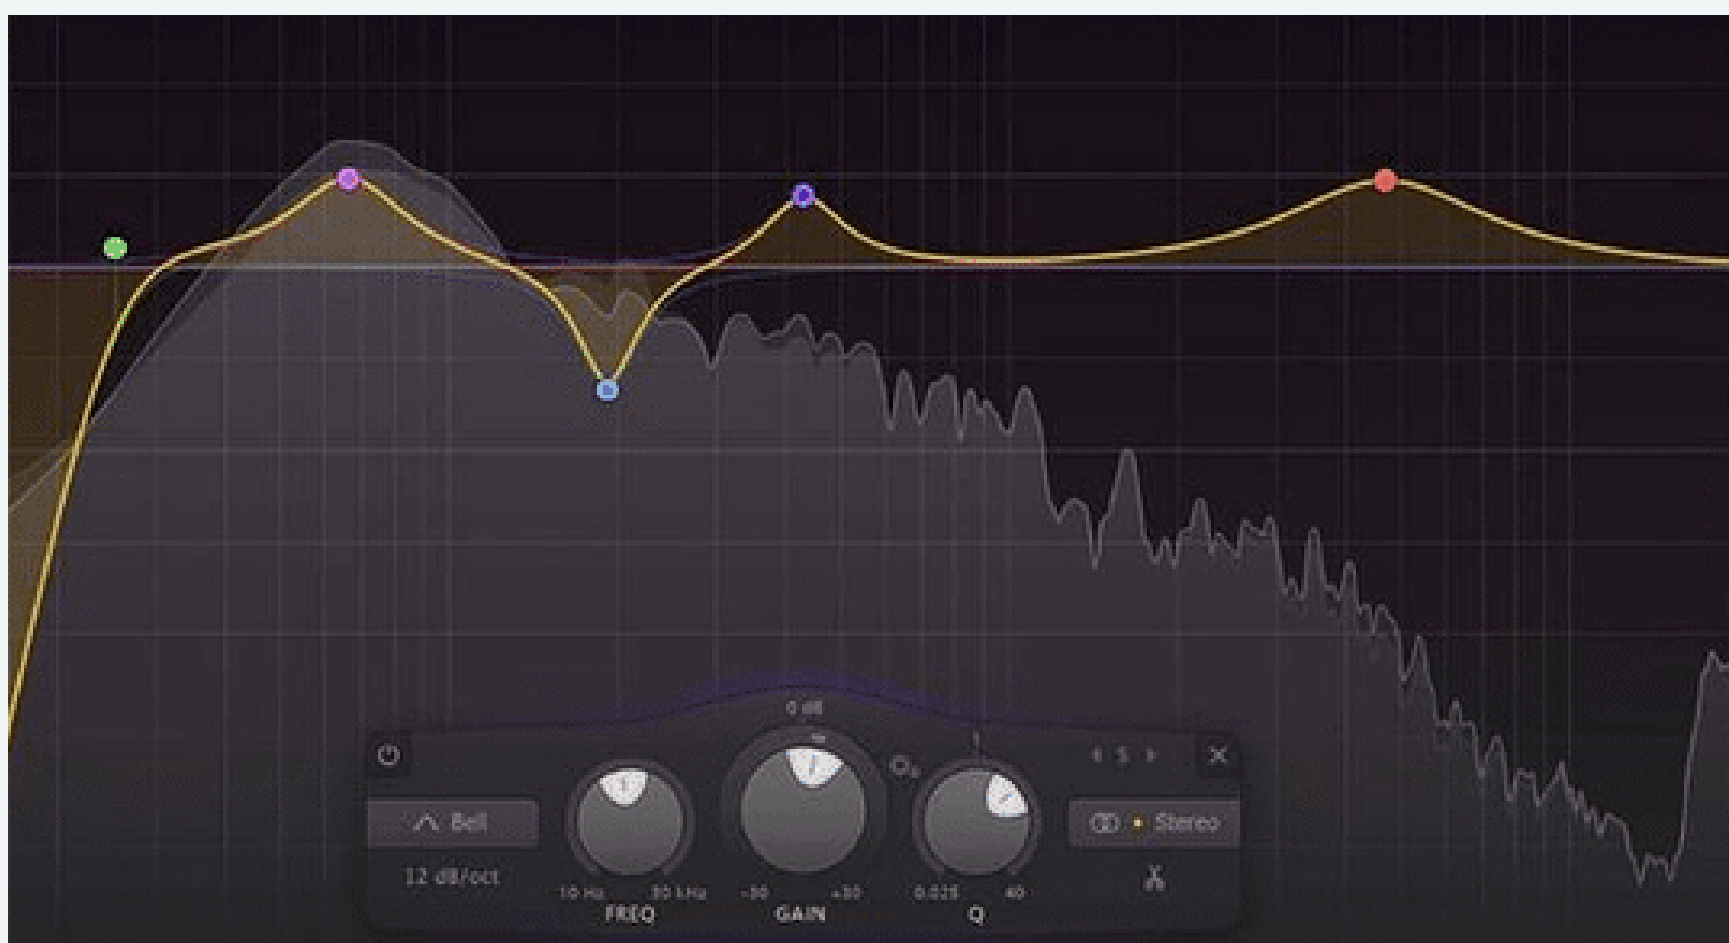 0 dB
5
Bell
Stereo
12 dB/oct
10 Hz
30 kHz
-30
+30
0.025
40
FREQ
GAIN
Q